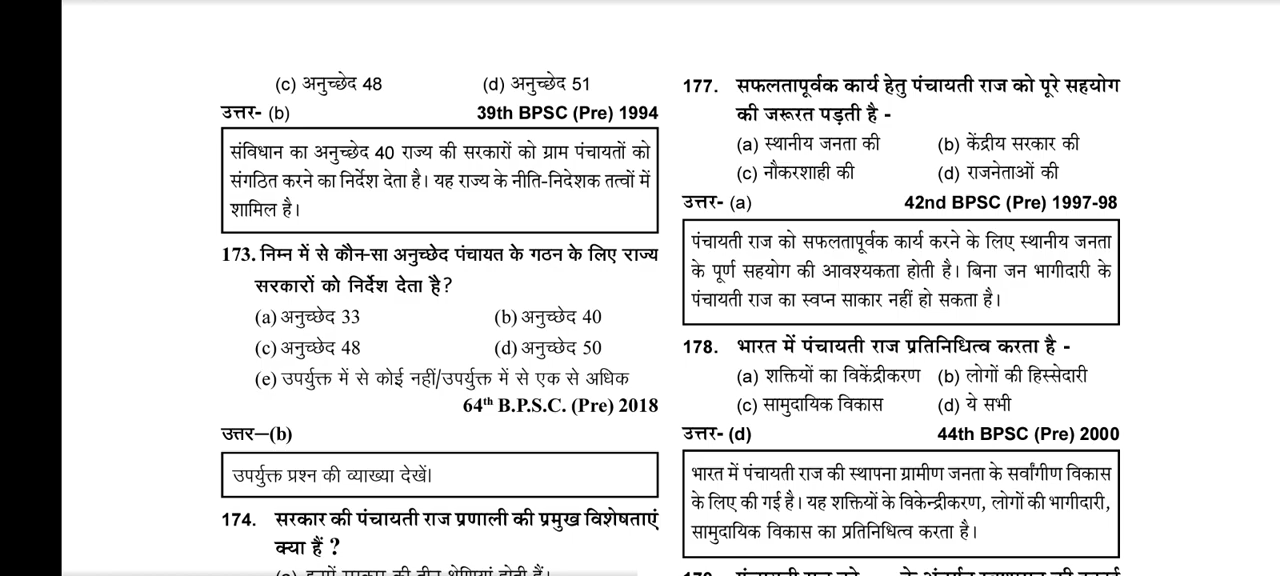 (c) अनुच्छेद 48 (d) अनुच्छेद 51
उत्तर- (b) 39th BPSC (Pre) 1994
संविधान का अनुच्छेद 40 राज्य की सरकारों को ग्राम पंचायतों को
संगठित करने का निर्देश देता है। यह राज्य के नीति-निदेशक तत्वों में
शामिल है।
173. निम्न में से कौन-सा अनुच्छेद पंचायत के गठन के लिए राज्य
सरकारों को निर्देश देता है?
(a) अनुच्छेद 33 (b) अनुच्छेद 40
(c) अनुच्छेद 48 (d) अनुच्छेद 50
(e) उपर्युक्त में से कोई नहीं/उपर्युक्त में से एक से अधिक
64th B.P.S.C. (Pre) 2018
उत्तर—(b)
उपर्युक्त प्रश्न की व्याख्या देखें।
174. सरकार की पंचायती राज प्रणाली की प्रमुख विशेषताएं
क्या हैं ?
177. सफलतापूर्वक कार्य हेतु पंचायती राज को पूरे सहयोग
की जरूरत पड़ती है -
(a) स्थानीय जनता की (b) केंद्रीय सरकार की
(c) नौकरशाही की (d) राजनेताओं की
उत्तर- (a) 42nd BPSC (Pre) 1997-98
पंचायती राज को सफलतापूर्वक कार्य करने के लिए स्थानीय जनता
के पूर्ण सहयोग की आवश्यकता होती है। बिना जन भागीदारी के
पंचायती राज का स्वप्न साकार नहीं हो सकता है।
178. भारत में पंचायती राज प्रतिनिधित्व करता है -
(a) शक्तियों का विकेंद्रीकरण (b) लोगों की हिस्सेदारी
(c) सामुदायिक विकास (d) ये सभी
उत्तर- (d) 44th BPSC (Pre) 2000
भारत में पंचायती राज की स्थापना ग्रामीण जनता के सर्वांगीण विकास
के लिए की गई है। यह शक्तियों के विकेन्द्रीकरण, लोगों की भागीदारी,
सामुदायिक विकास का प्रतिनिधित्व करता है।